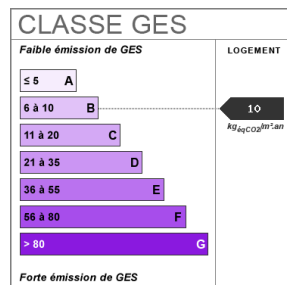 CLASSE GES
Faible émission de GES
LOGEMENT
≤ 5 A
6 à 10 B
10
kgéqCO2/m².an
11 à 20 C
21 à 35 D
36 à 55 E
56 à 80 F
> 80 G
Forte émission de GES